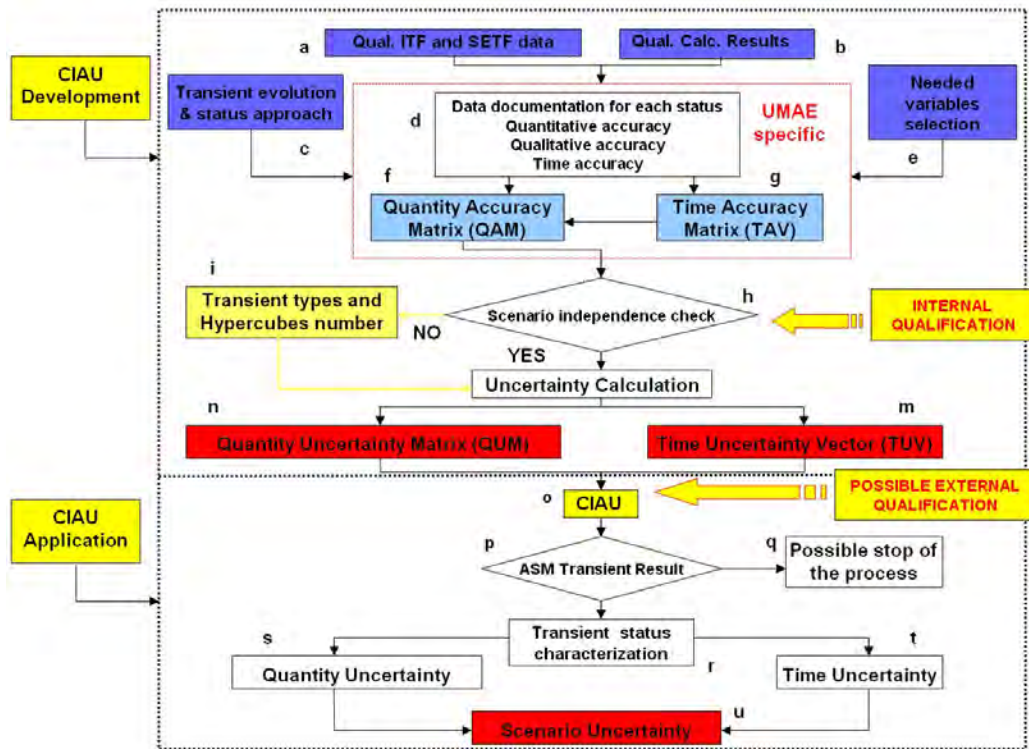 a
Qual. ITF and SETF data
Qual. Calc. Results
b
CIAU
Development
Transient evolution
& status approach
c
d
Data documentation for each status
Quantitative accuracy
Qualitative accuracy
Time accuracy
UMAE
specific
Needed
variables
selection
e
f
Quantity Accuracy
Matrix (QAM)
g
Time Accuracy
Matrix (TAV)
i
Transient types and
Hypercubes number
NO
Scenario independence check
h
INTERNAL
QUALIFICATION
YES
Uncertainty Calculation
n
Quantity Uncertainty Matrix (QUM)
m
Time Uncertainty Vector (TUV)
o
CIAU
POSSIBLE EXTERNAL
QUALIFICATION
CIAU
Application
p
ASM Transient Result
q
Possible stop of
the process
Transient status
characterization
r
s
Quantity Uncertainty
t
Time Uncertainty
Scenario Uncertainty
u